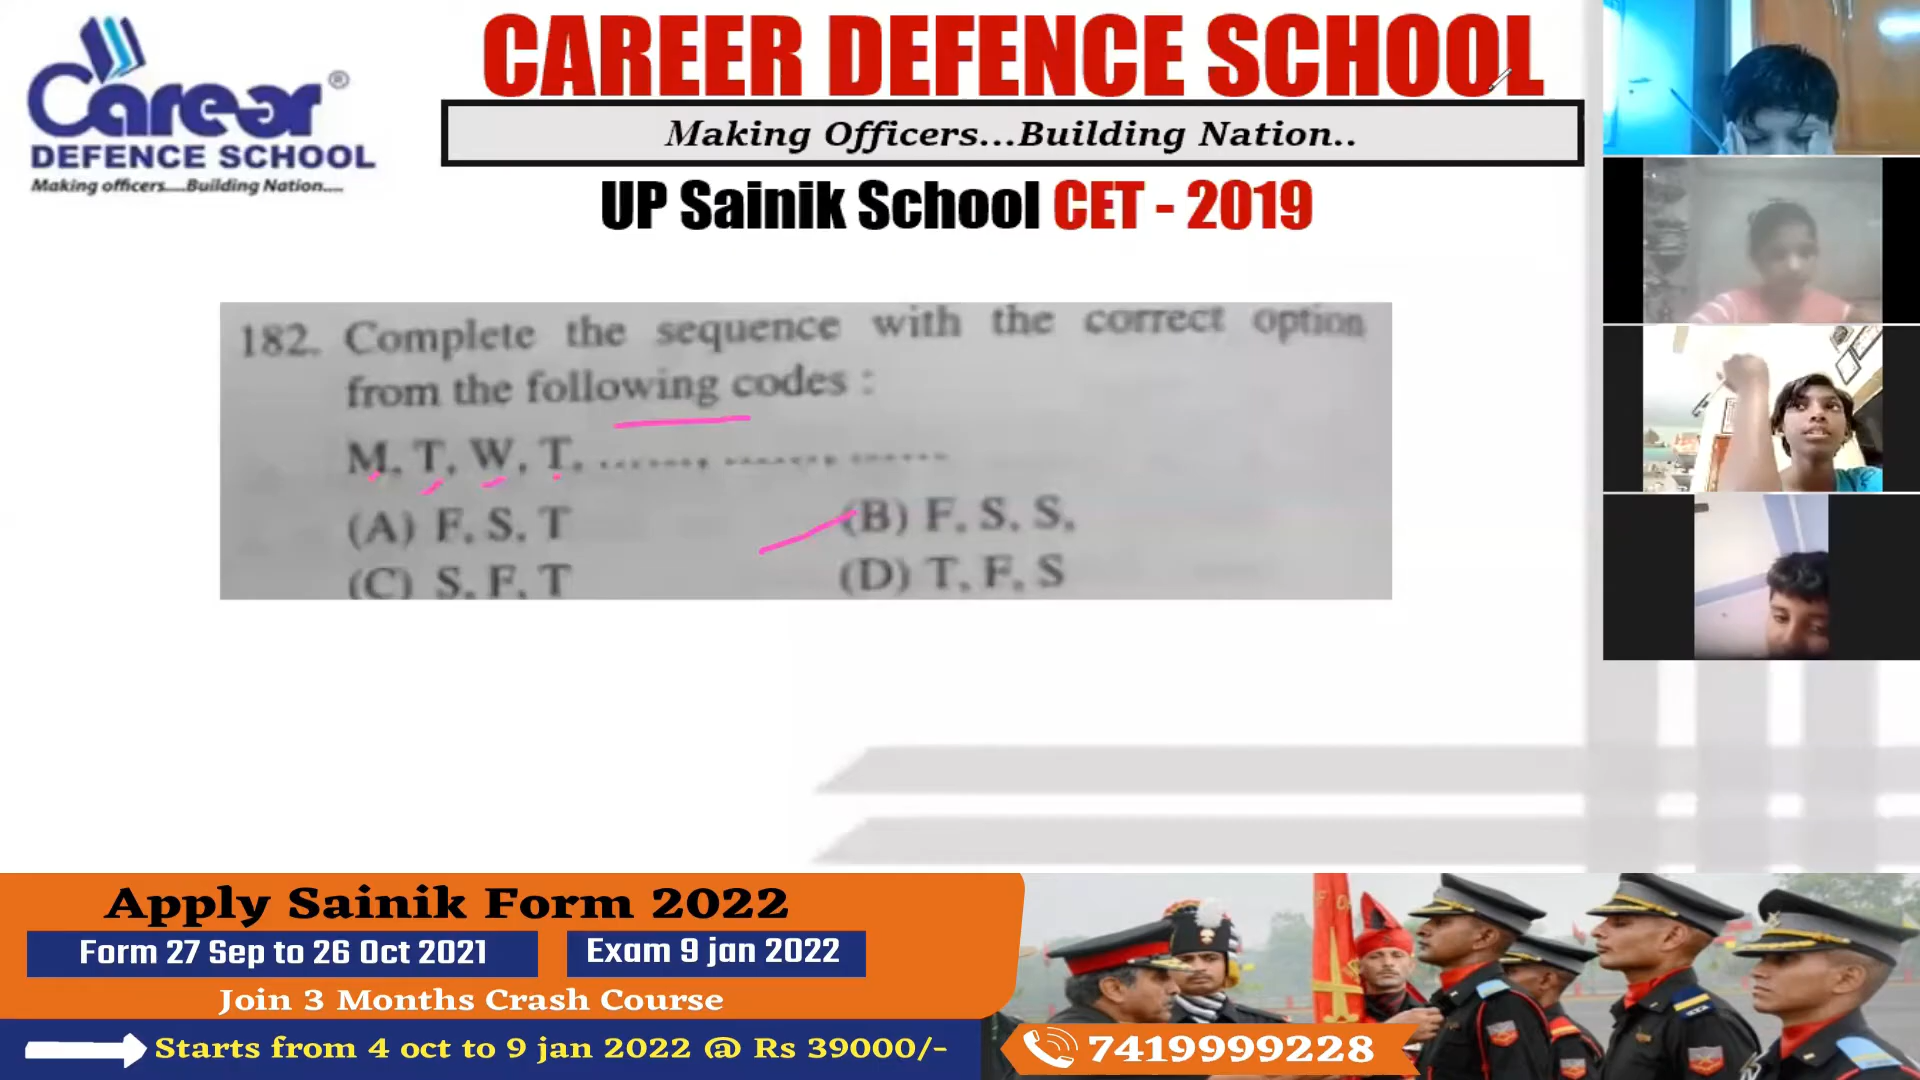 Career ®
DEFENCE SCHOOL
Making officers....Building Nation....
CAREER DEFENCE SCHOOL
Making Officers...Building Nation..
UP Sainik School CET - 2019
182. Complete the sequence with the correct option
from the following codes :
M, T, W, T, ....... ....... .......
(A) F, S, T
(B) F, S, S,
(C) S, F, T
(D) T, F, S
Apply Sainik Form 2022
Form 27 Sep to 26 Oct 2021
Exam 9 jan 2022
Join 3 Months Crash Course
Starts from 4 oct to 9 jan 2022 @ Rs 39000/-
7419999228